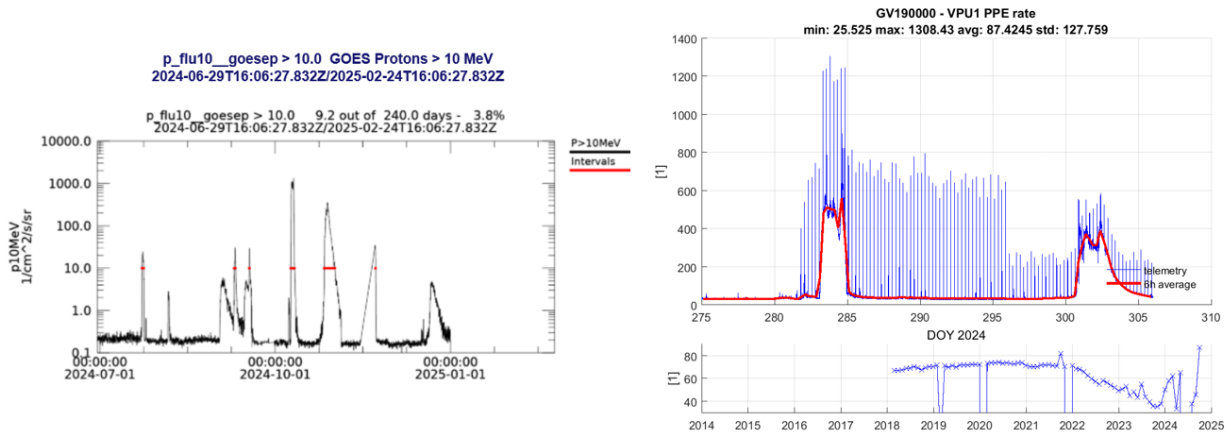 p_flu10__goesep > 10.0  GOES Protons > 10 MeV
2024-06-29T16:06:27.832Z/2025-02-24T16:06:27.832Z
p_flu10__goesep > 10.0    9.2 out of  240.0 days -   3.8%
2024-06-29T16:06:27.832Z/2025-02-24T16:06:27.832Z
P>10MeV
Intervals
p10MeV
1/cm^2/s/sr
10000.0
1000.0
100.0
10.0
1.0
0.1
00:00:00 00:00:00 00:00:00
2024-07-01 2024-10-01 2025-01-01
GV190000 - VPU1 PPE rate
min: 25.525 max: 1308.43 avg: 87.4245 std: 127.759
[1]
1400
1200
1000
800
600
400
200
0
telemetry
6h average
275 280 285 290 295 300 305 310
DOY 2024
[1]
80
60
40
2014 2015 2016 2017 2018 2019 2020 2021 2022 2023 2024 2025